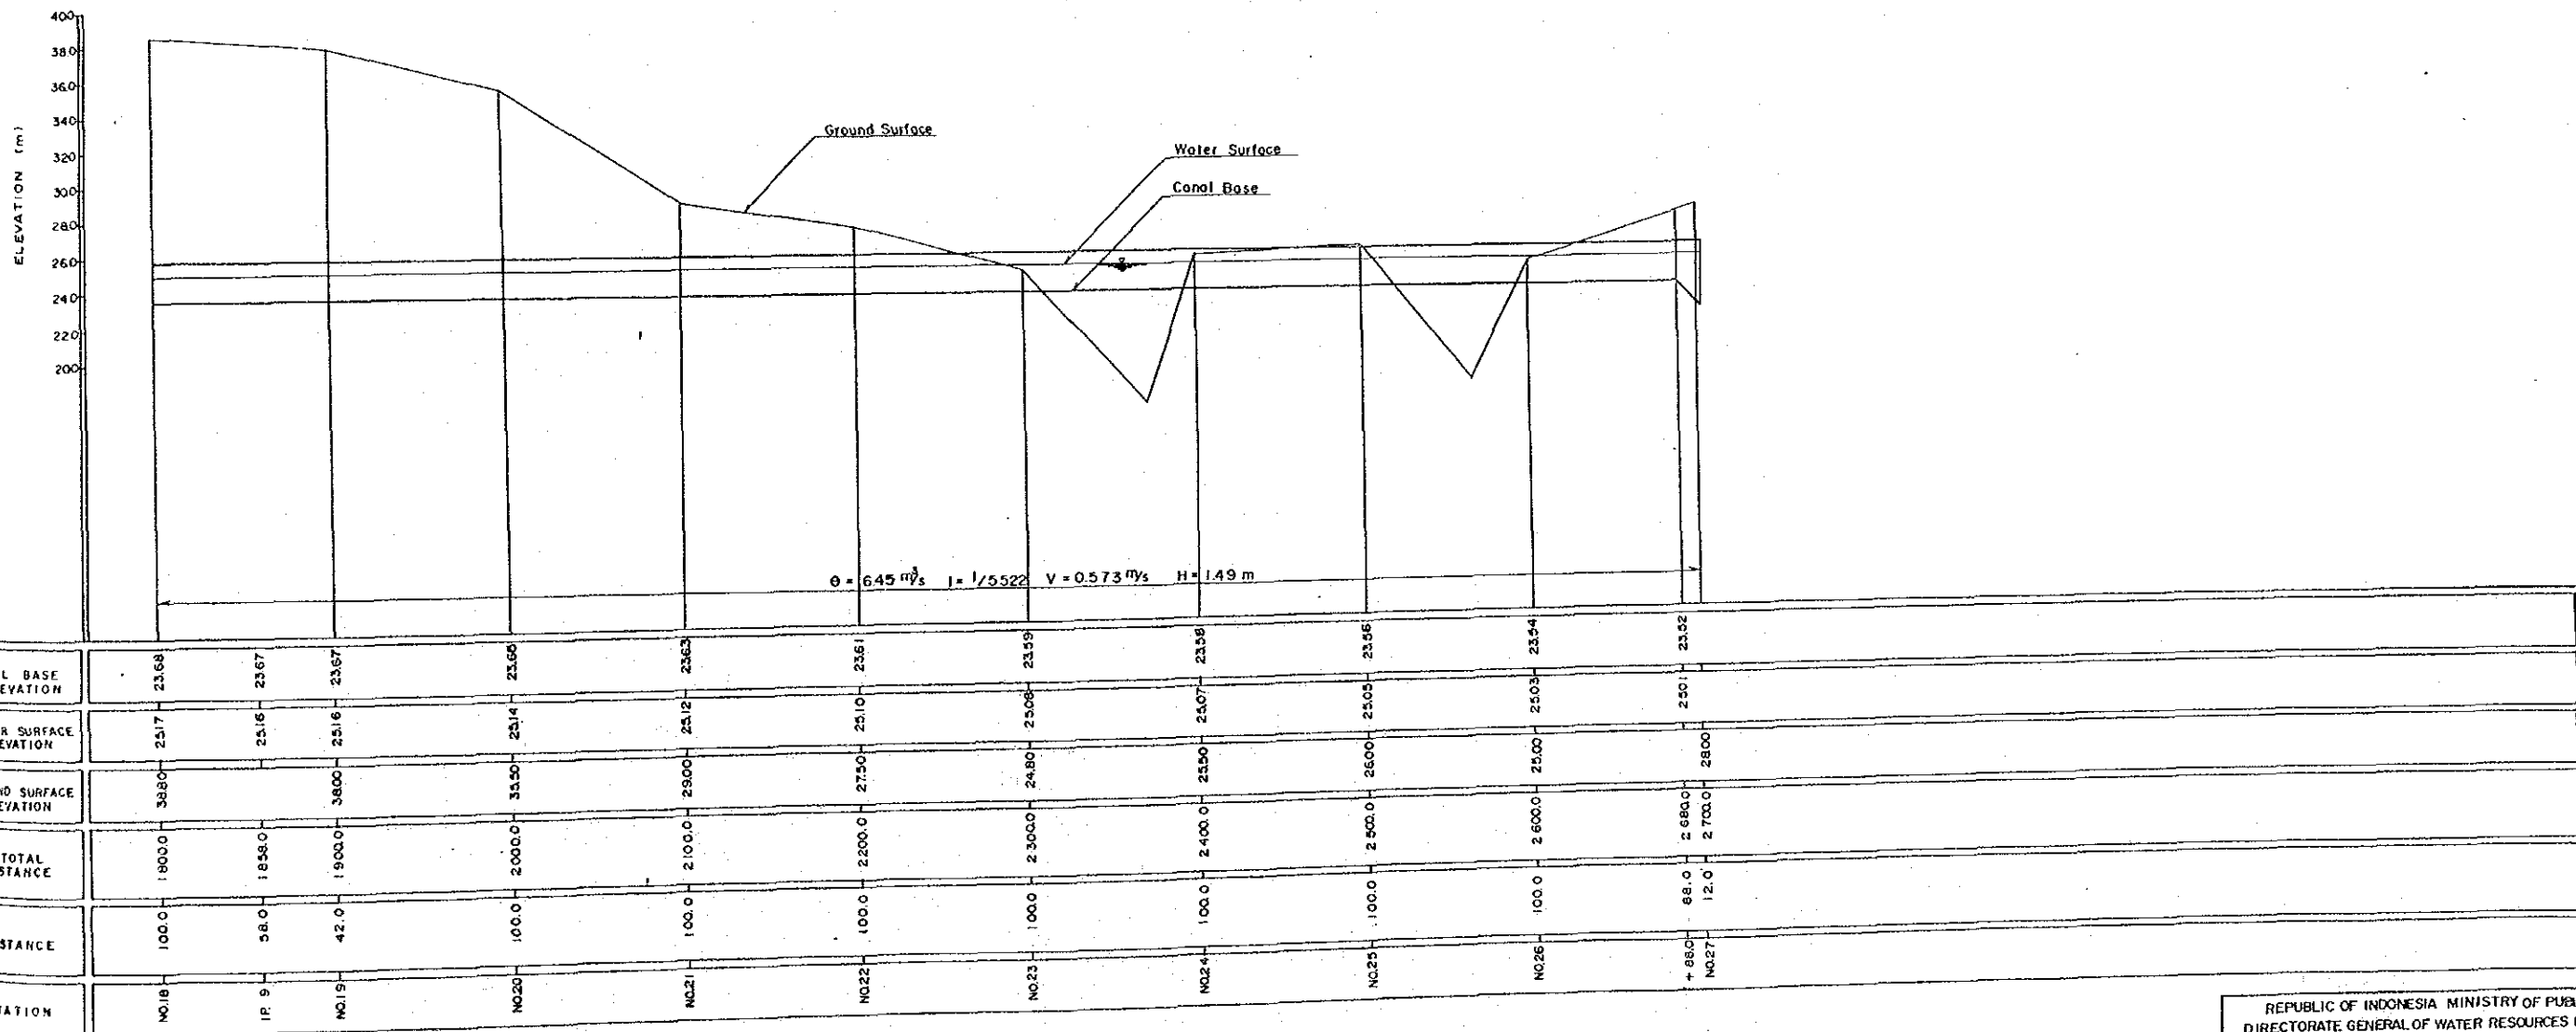 400
380
360
340
320
300
280
260
240
220
200
ELEVATION (m)
Ground Surface
Water Surface
Canal Base
Q = 6.45 m³/s I = 1/5522 V = 0.573 m/s H = 1.49 m
L BASE
EVATION
23.68 23.67 23.67 23.65 23.63 23.61 23.59 23.58 23.56 23.54 23.52
R SURFACE
EVATION
25.17 25.16 25.16 25.14 25.12 25.10 25.08 25.07 25.05 25.03 25.01
ND SURFACE
EVATION
38.80 38.00 35.50 29.00 27.50 24.80 25.50 26.00 25.00 28.00
TOTAL
STANCE
1 800.0 1 858.0 1 900.0 2 000.0 2 100.0 2 200.0 2 300.0 2 400.0 2 500.0 2 600.0 2 680.0 2 700.0
STANCE
100.0 58.0 42.0 100.0 100.0 100.0 100.0 100.0 100.0 100.0 88.0 12.0
TATION
NO.18 I.P. 9 NO.19 NO.20 NO.21 NO.22 NO.23 NO.24 NO.25 NO.26 + 88.0 NO.27
REPUBLIC OF INDONESIA MINISTRY OF PUB
DIRECTORATE GENERAL OF WATER RESOURCES